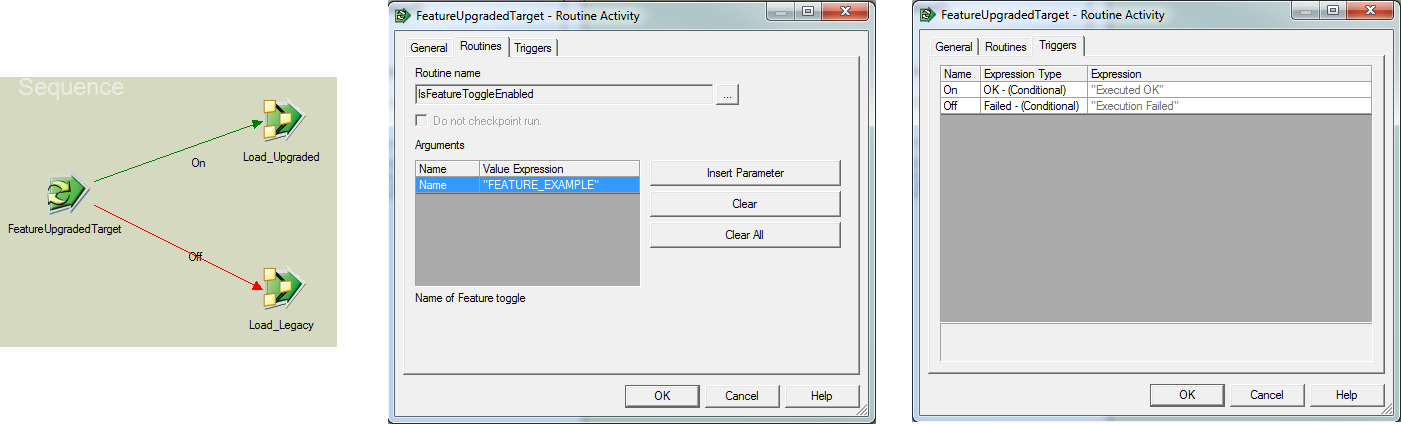 Sequence
On
Load_Upgraded
FeatureUpgradedTarget
Off
Load_Legacy
FeatureUpgradedTarget - Routine Activity
General Routines Triggers
Routine name
IsFeatureToggleEnabled ...
Do not checkpoint run.
Arguments
Name Value Expression
Name "FEATURE_EXAMPLE"
Insert Parameter
Clear
Clear All
Name of Feature toggle
OK Cancel Help
FeatureUpgradedTarget - Routine Activity
General Routines Triggers
Name Expression Type Expression
On OK - (Conditional) "Executed OK"
Off Failed - (Conditional) "Execution Failed"
OK Cancel Help